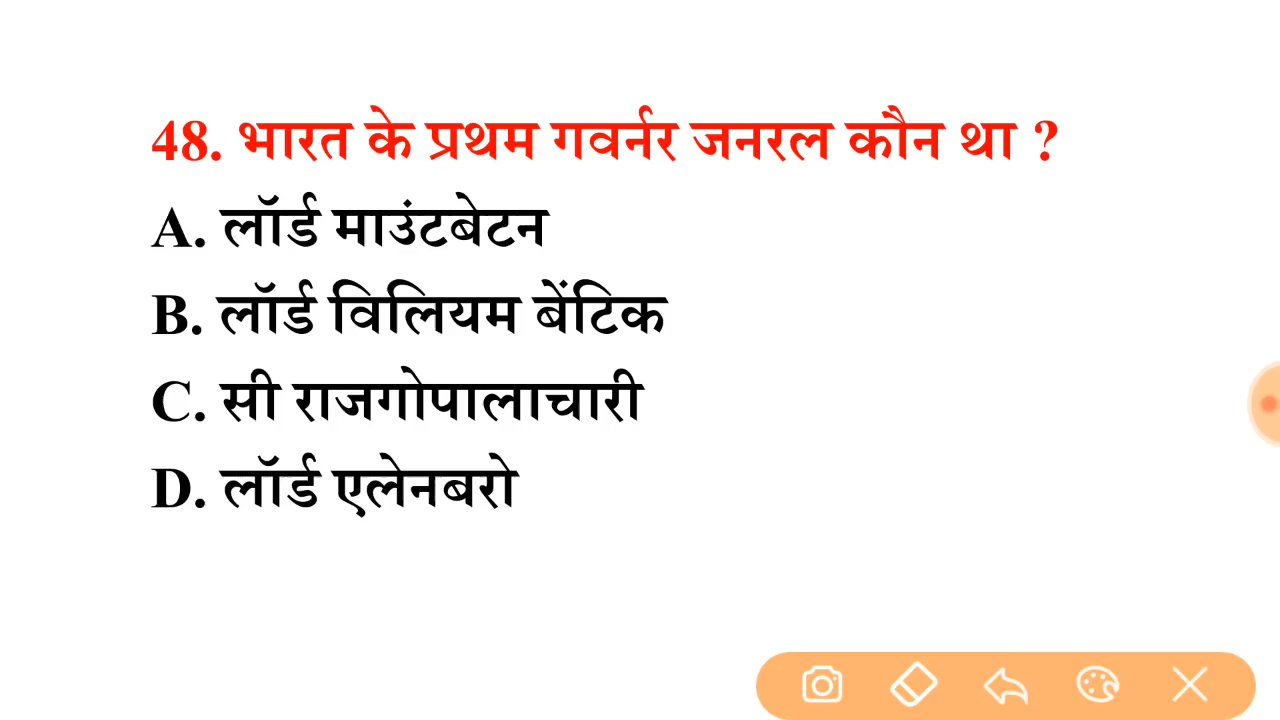 48. भारत के प्रथम गवर्नर जनरल कौन था ?
A. लॉर्ड माउंटबेटन
B. लॉर्ड विलियम बेंटिक
C. सी राजगोपालाचारी
D. लॉर्ड एलेनबरो